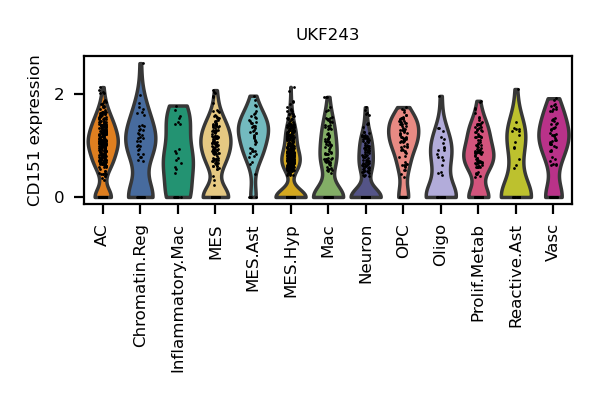 UKF243
CD151 expression
2
0
AC
Chromatin.Reg
Inflammatory.Mac
MES
MES.Ast
MES.Hyp
Mac
Neuron
OPC
Oligo
Prolif.Metab
Reactive.Ast
Vasc